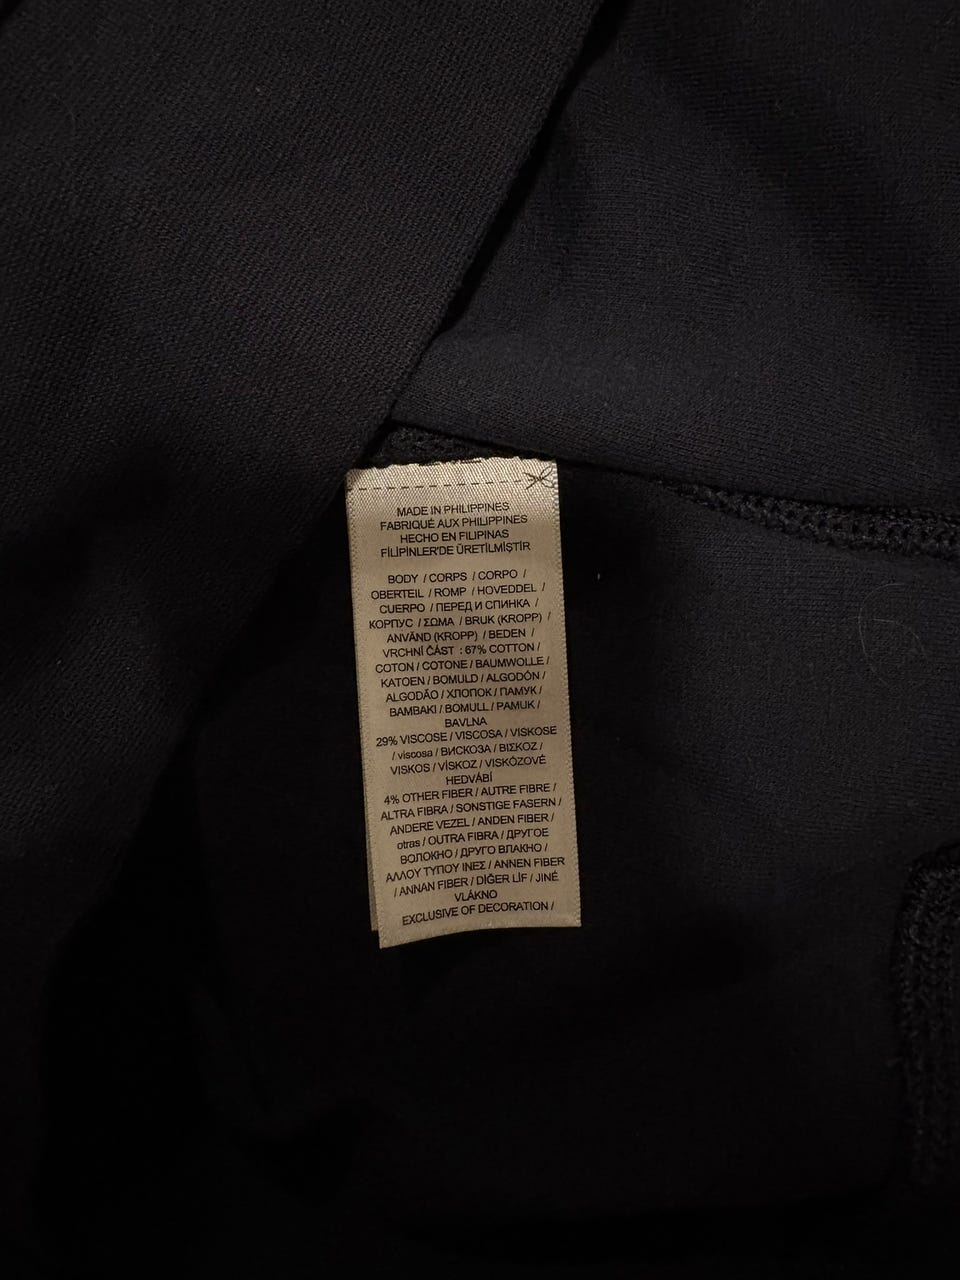 MADE IN PHILIPPINES
FABRIQUÉ AUX PHILIPPINES
HECHO EN FILIPINAS
FİLİPİNLER'DE ÜRETİLMİŞTİR
BODY / CORPS / CORPO /
OBERTEIL / ROMP / HOVEDDEL /
CUERPO / ПЕРЕД И СПИНКА /
КОРПУС / ΣΩΜΑ / BRUK (KROPP) /
ANVÄND (KROPP) / BEDEN /
VRCHNÍ ČÁST : 67% COTTON /
COTON / COTONE / BAUMWOLLE /
KATOEN / BOMULD / ALGODÓN /
ALGODÃO / ХЛОПОК / ПАМУК /
BAMBAKI / BOMULL / PAMUK /
BAVLNA
29% VISCOSE / VISCOSA / VISKOSE
/ viscosa / ВИСКОЗА / ΒΙΣΚΟΖ /
VISKOS / VİSKOZ / VISKÓZOVÉ
HEDVÁBÍ
4% OTHER FIBER / AUTRE FIBRE /
ALTRA FIBRA / SONSTIGE FASERN /
ANDERE VEZEL / ANDEN FIBER /
otras / OUTRA FIBRA / ДРУГОЕ
ВОЛОКНО / ДРУГО ВЛАКНО /
ΑΛΛΟΥ ΤΥΠΟΥ ΙΝΕΣ / ANNEN FIBER
/ ANNAN FIBER / DİĞER LİF / JINÉ
VLÁKNO
EXCLUSIVE OF DECORATION /